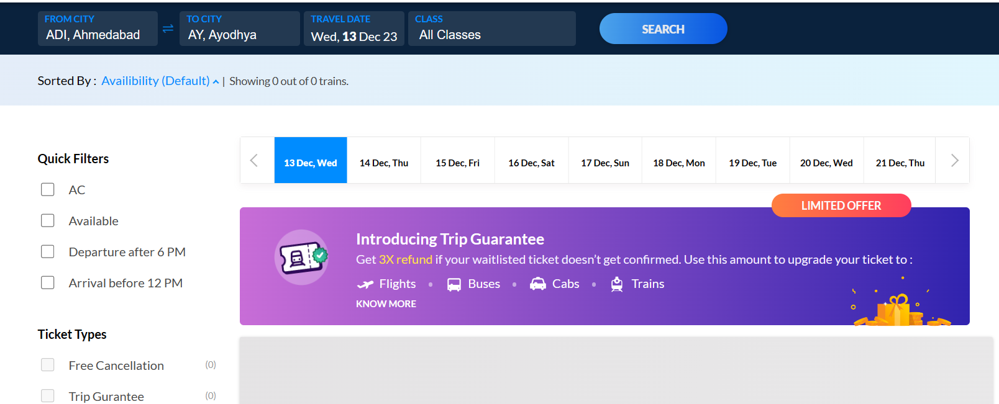 FROM CITY
ADI, Ahmedabad
TO CITY
AY, Ayodhya
TRAVEL DATE
Wed, 13 Dec 23
CLASS
All Classes
SEARCH
Sorted By : Availibility (Default) | Showing 0 out of 0 trains.
Quick Filters
AC
Available
Departure after 6 PM
Arrival before 12 PM
Ticket Types
Free Cancellation (0)
Trip Gurantee (0)
13 Dec, Wed
14 Dec, Thu
15 Dec, Fri
16 Dec, Sat
17 Dec, Sun
18 Dec, Mon
19 Dec, Tue
20 Dec, Wed
21 Dec, Thu
LIMITED OFFER
Introducing Trip Guarantee
Get 3X refund if your waitlisted ticket doesn’t get confirmed. Use this amount to upgrade your ticket to :
Flights • Buses • Cabs • Trains
KNOW MORE